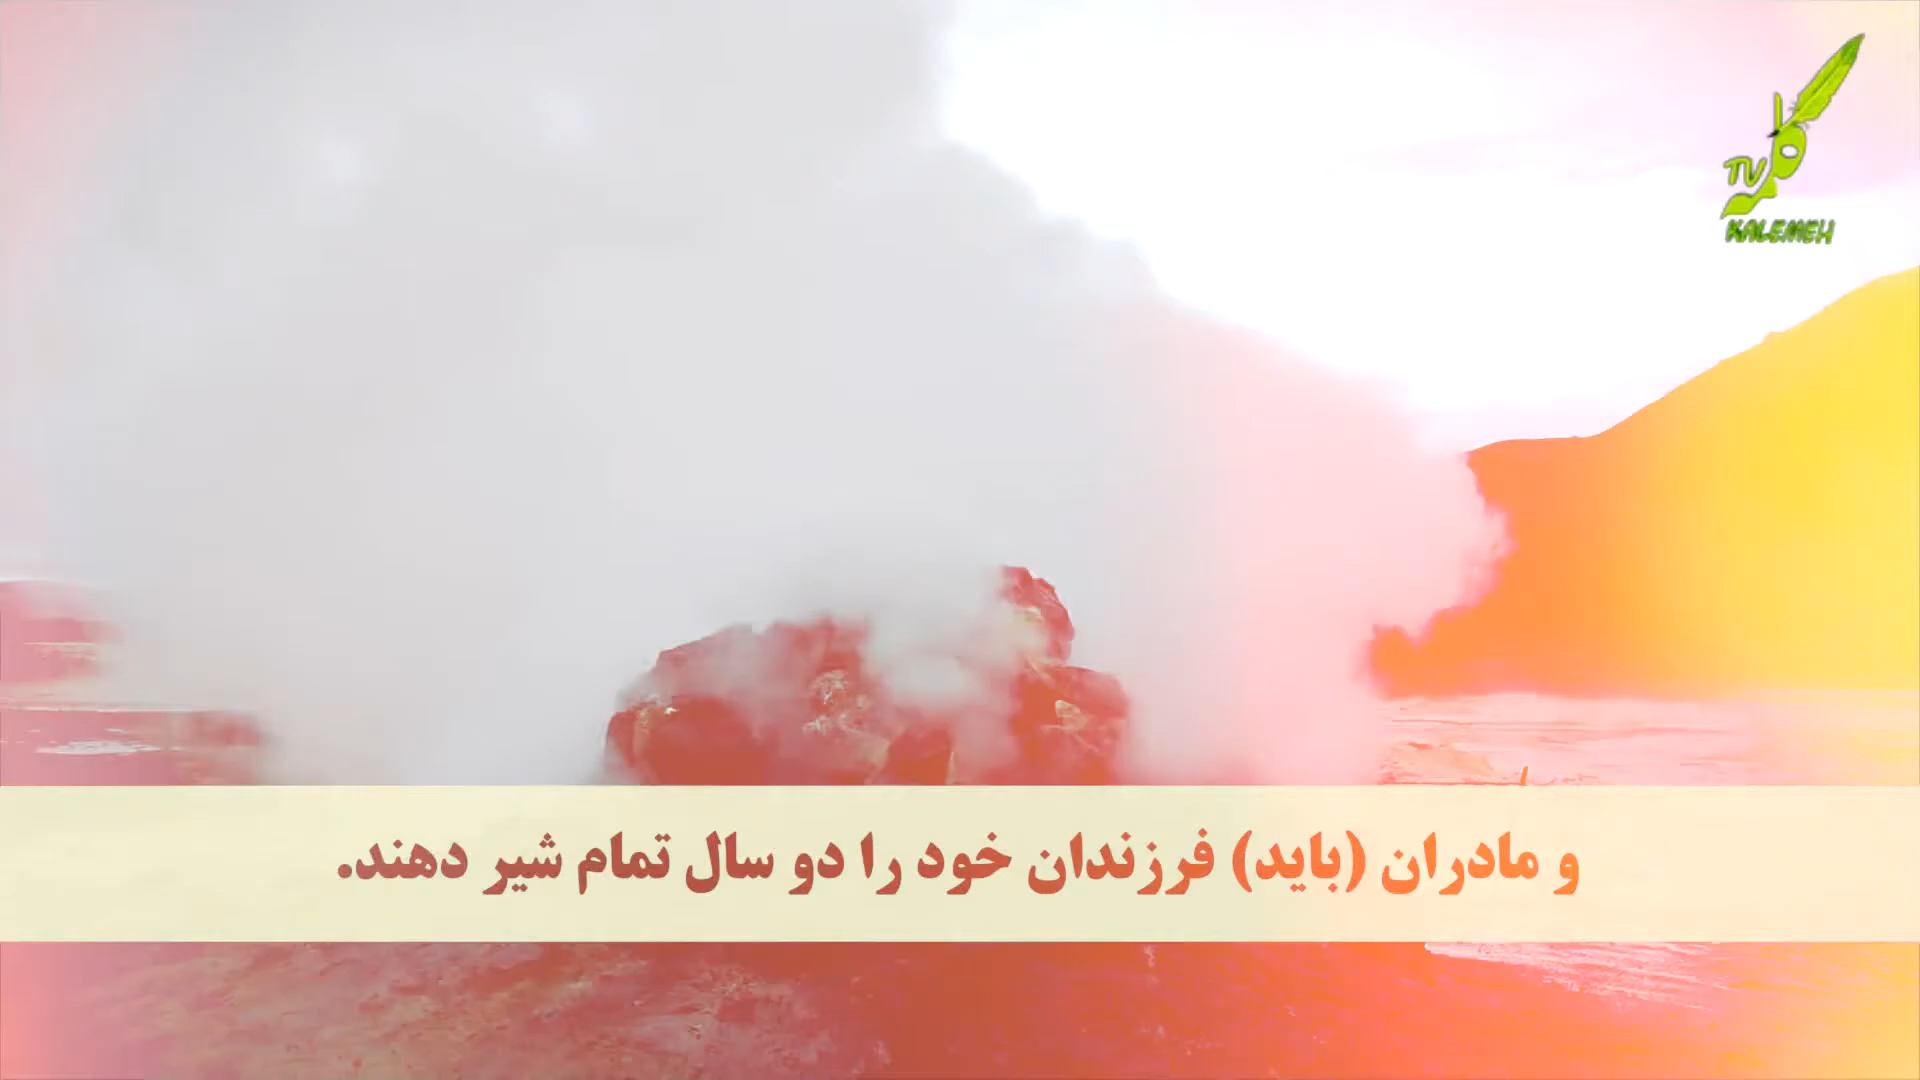 کلمه
TV
KALEMEH
و مادران (باید) فرزندان خود را دو سال تمام شیر دهند.